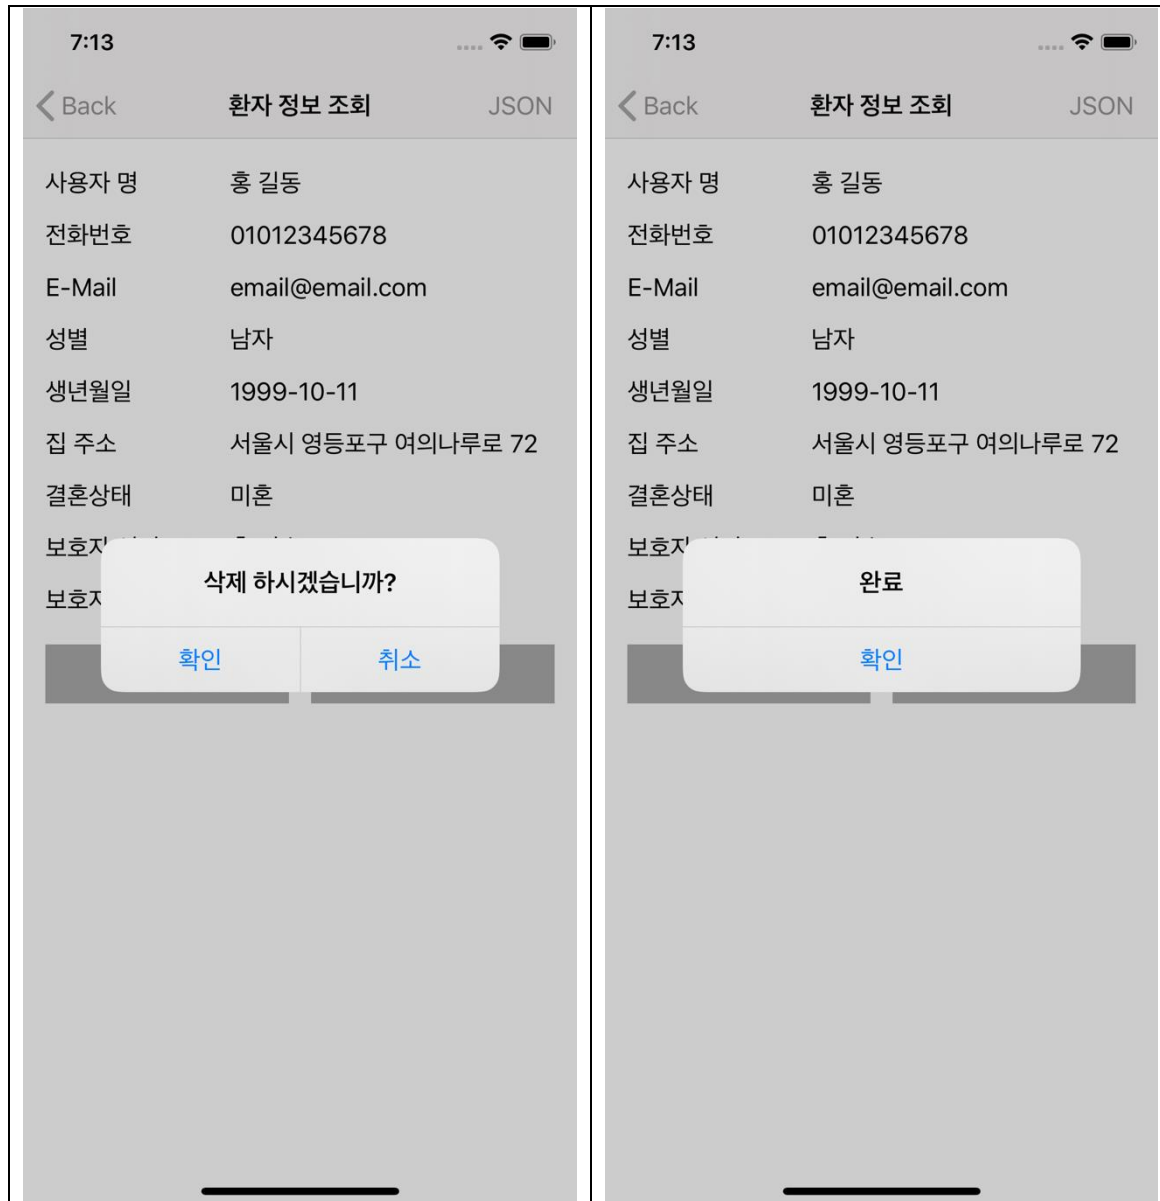 7:13
Back 환자 정보 조회 JSON
사용자 명 홍 길동
전화번호 01012345678
E-Mail email@email.com
성별 남자
생년월일 1999-10-11
집 주소 서울시 영등포구 여의나루로 72
결혼상태 미혼
삭제 하시겠습니까?
확인 취소
7:13
Back 환자 정보 조회 JSON
사용자 명 홍 길동
전화번호 01012345678
E-Mail email@email.com
성별 남자
생년월일 1999-10-11
집 주소 서울시 영등포구 여의나루로 72
결혼상태 미혼
완료
확인